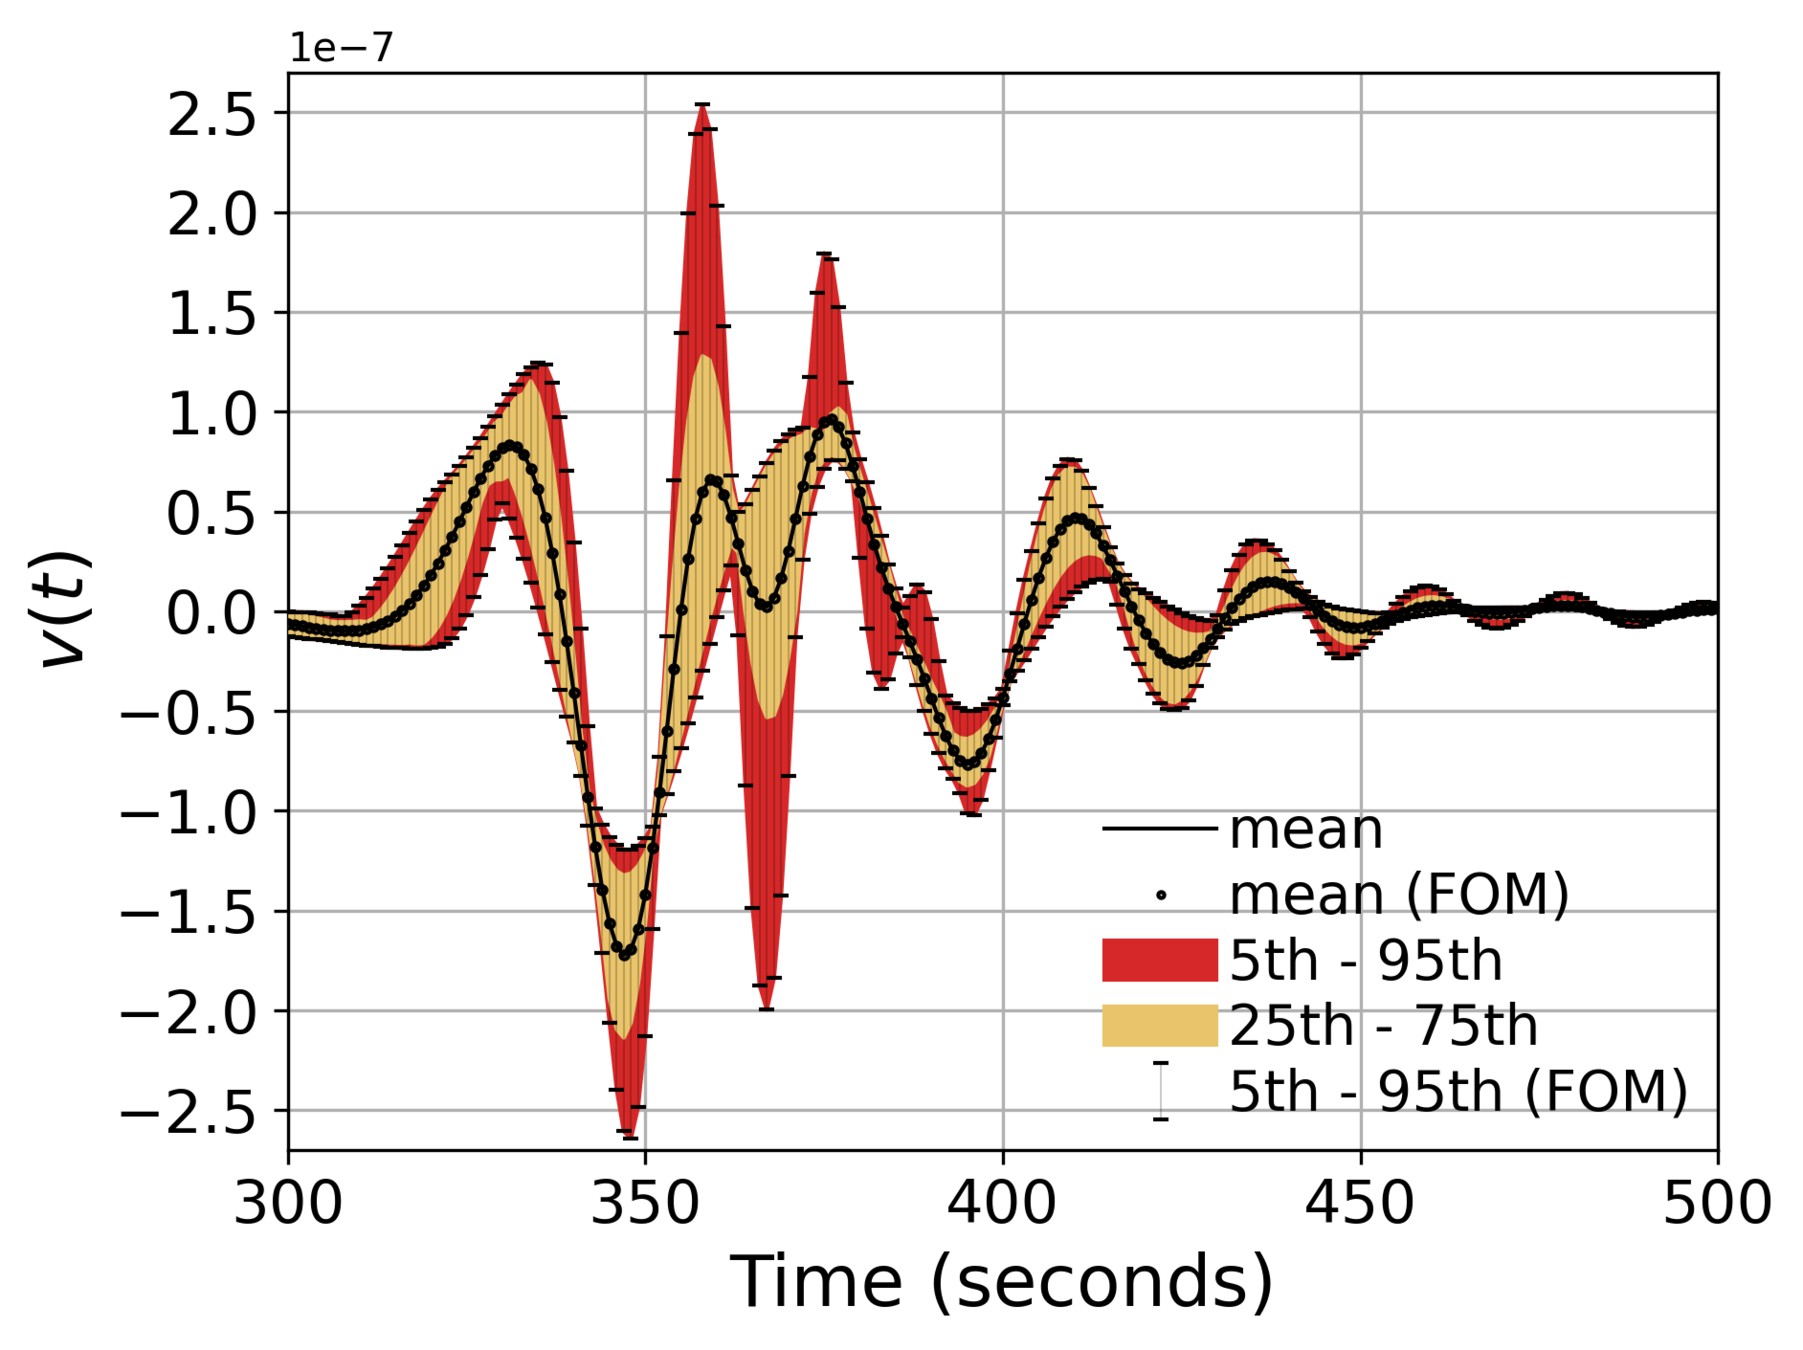 1e−7
2.5
2.0
1.5
1.0
0.5
0.0
−0.5
−1.0
−1.5
−2.0
−2.5
v(t)
mean
mean (FOM)
5th - 95th
25th - 75th
5th - 95th (FOM)
300 350 400 450 500
Time (seconds)